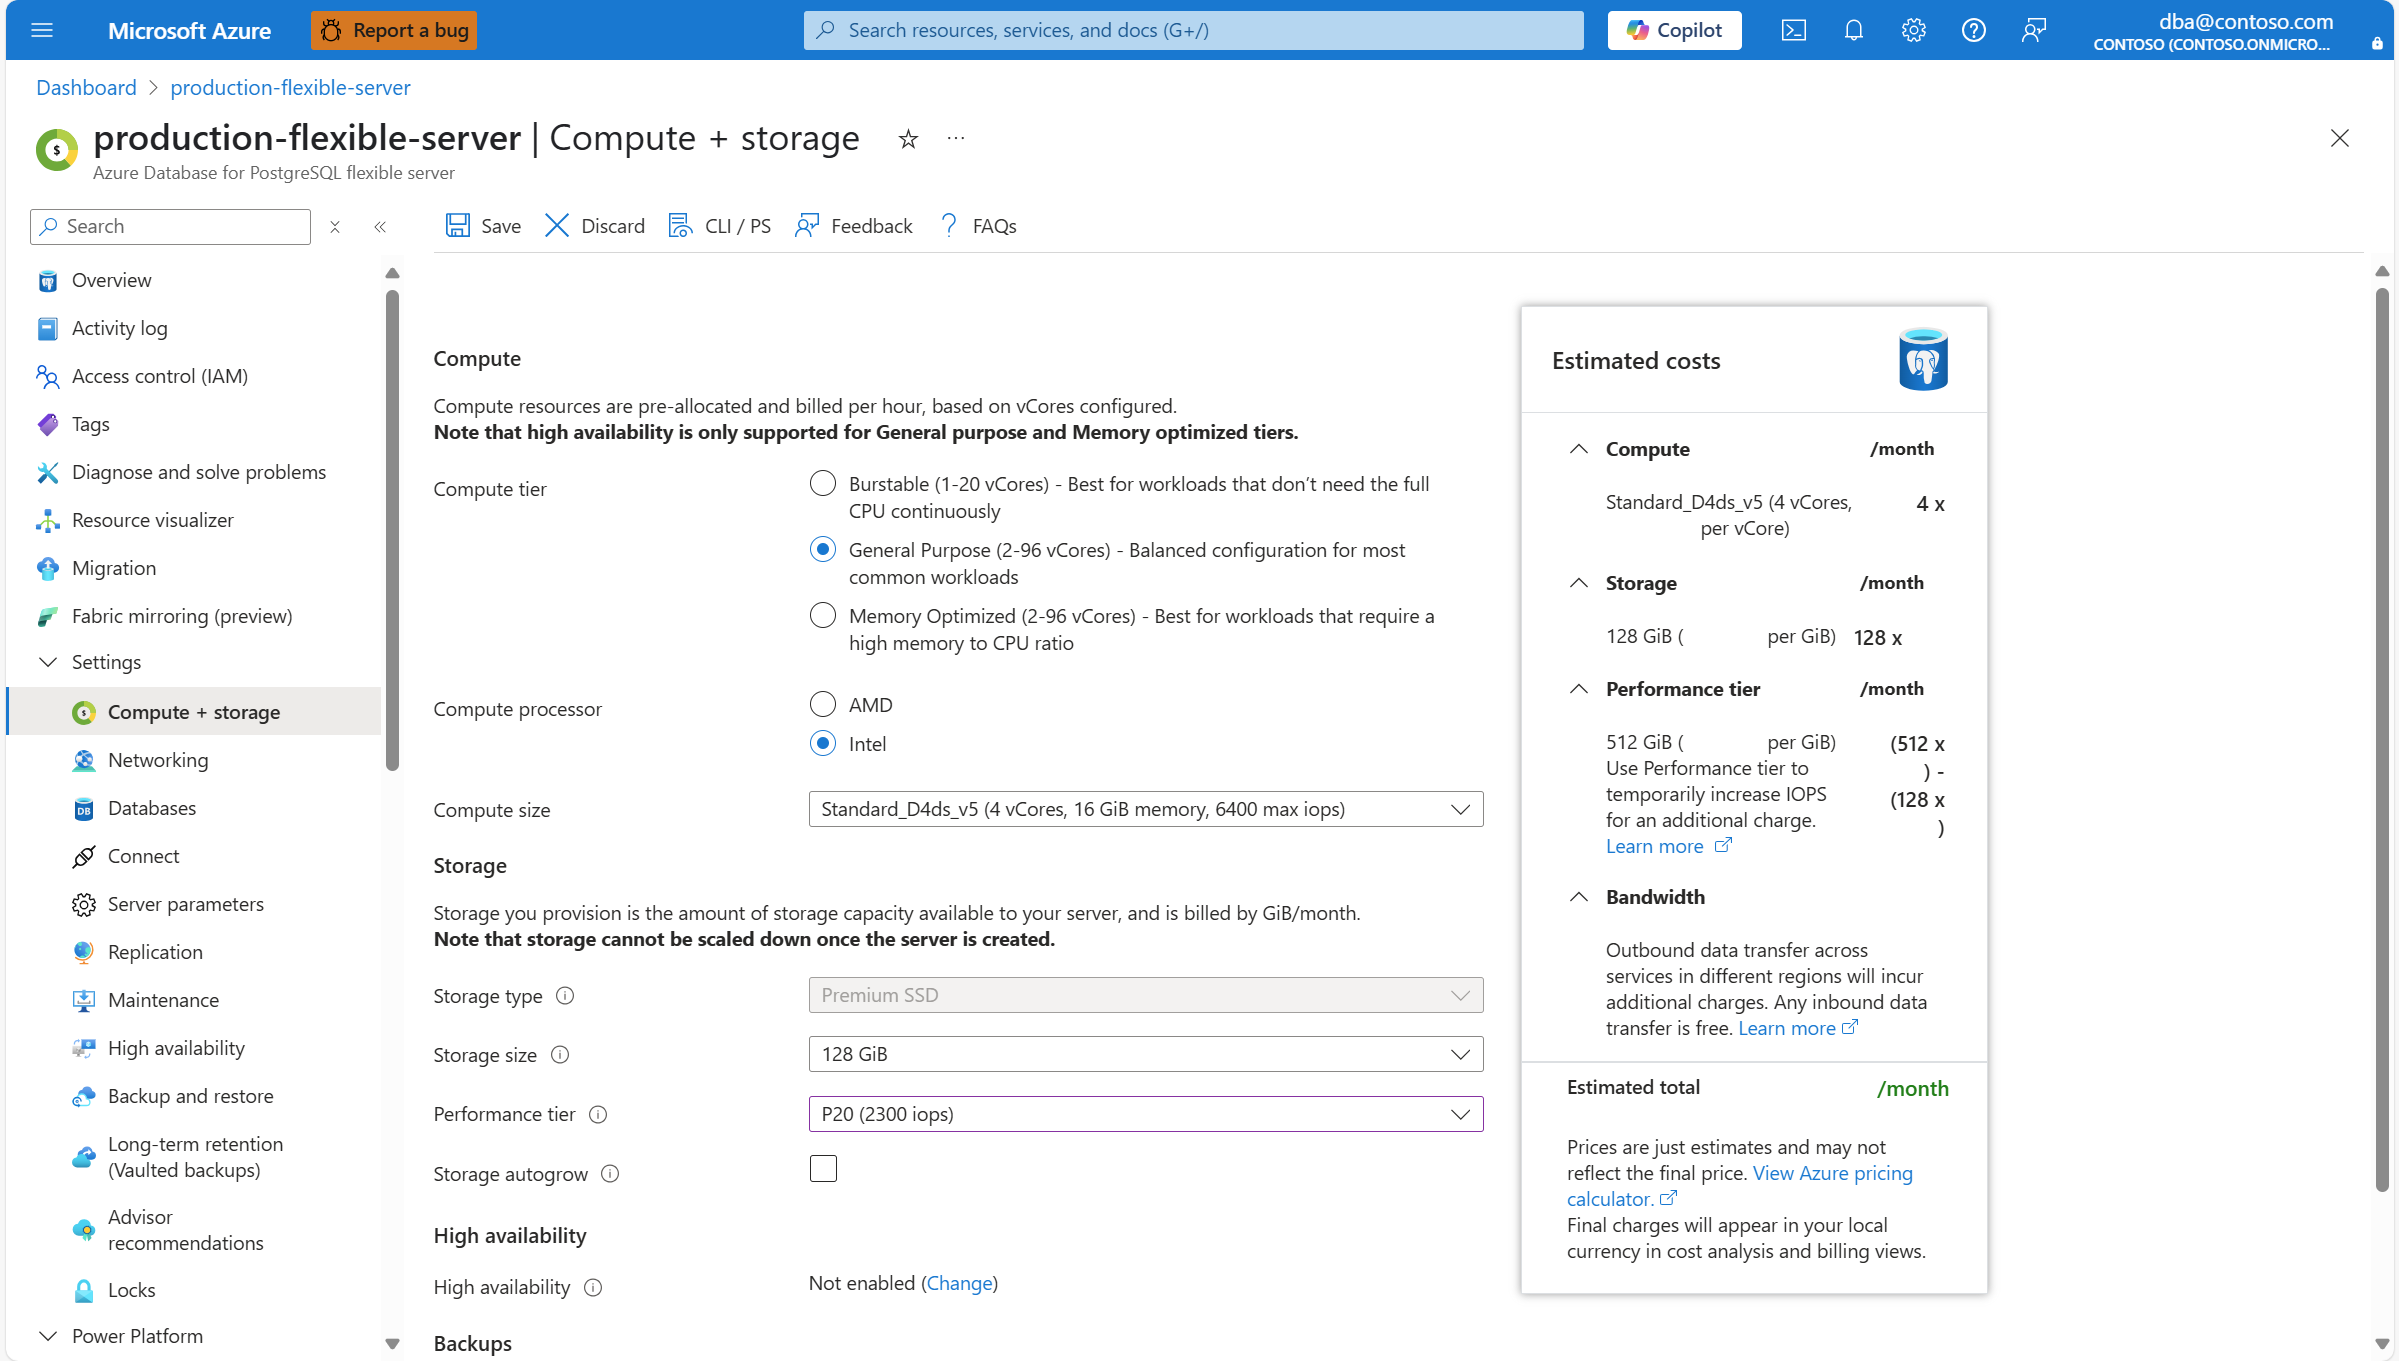 Microsoft Azure
Report a bug
Search resources, services, and docs (G+/)
Copilot
dba@contoso.com
CONTOSO (CONTOSO.ONMICRO...
Dashboard > production-flexible-server
production-flexible-server | Compute + storage
Azure Database for PostgreSQL flexible server
Search
Overview
Activity log
Access control (IAM)
Tags
Diagnose and solve problems
Resource visualizer
Migration
Fabric mirroring (preview)
Settings
Compute + storage
Networking
Databases
Connect
Server parameters
Replication
Maintenance
High availability
Backup and restore
Long-term retention
(Vaulted backups)
Advisor
recommendations
Locks
Power Platform
Save
Discard
CLI / PS
Feedback
FAQs
Compute
Compute resources are pre-allocated and billed per hour, based on vCores configured.
Note that high availability is only supported for General purpose and Memory optimized tiers.
Compute tier
Burstable (1-20 vCores) - Best for workloads that don’t need the full
CPU continuously
General Purpose (2-96 vCores) - Balanced configuration for most
common workloads
Memory Optimized (2-96 vCores) - Best for workloads that require a
high memory to CPU ratio
Compute processor
AMD
Intel
Compute size
Standard_D4ds_v5 (4 vCores, 16 GiB memory, 6400 max iops)
Storage
Storage you provision is the amount of storage capacity available to your server, and is billed by GiB/month.
Note that storage cannot be scaled down once the server is created.
Storage type
Premium SSD
Storage size
128 GiB
Performance tier
P20 (2300 iops)
Storage autogrow
High availability
High availability
Not enabled (Change)
Backups
Estimated costs
Compute /month
Standard_D4ds_v5 (4 vCores, 4 x
per vCore)
Storage /month
128 GiB ( per GiB) 128 x
Performance tier /month
512 GiB ( per GiB) (512 x
Use Performance tier to ) -
temporarily increase IOPS (128 x
for an additional charge. )
Learn more
Bandwidth
Outbound data transfer across
services in different regions will incur
additional charges. Any inbound data
transfer is free. Learn more
Estimated total /month
Prices are just estimates and may not
reflect the final price. View Azure pricing
calculator.
Final charges will appear in your local
currency in cost analysis and billing views.